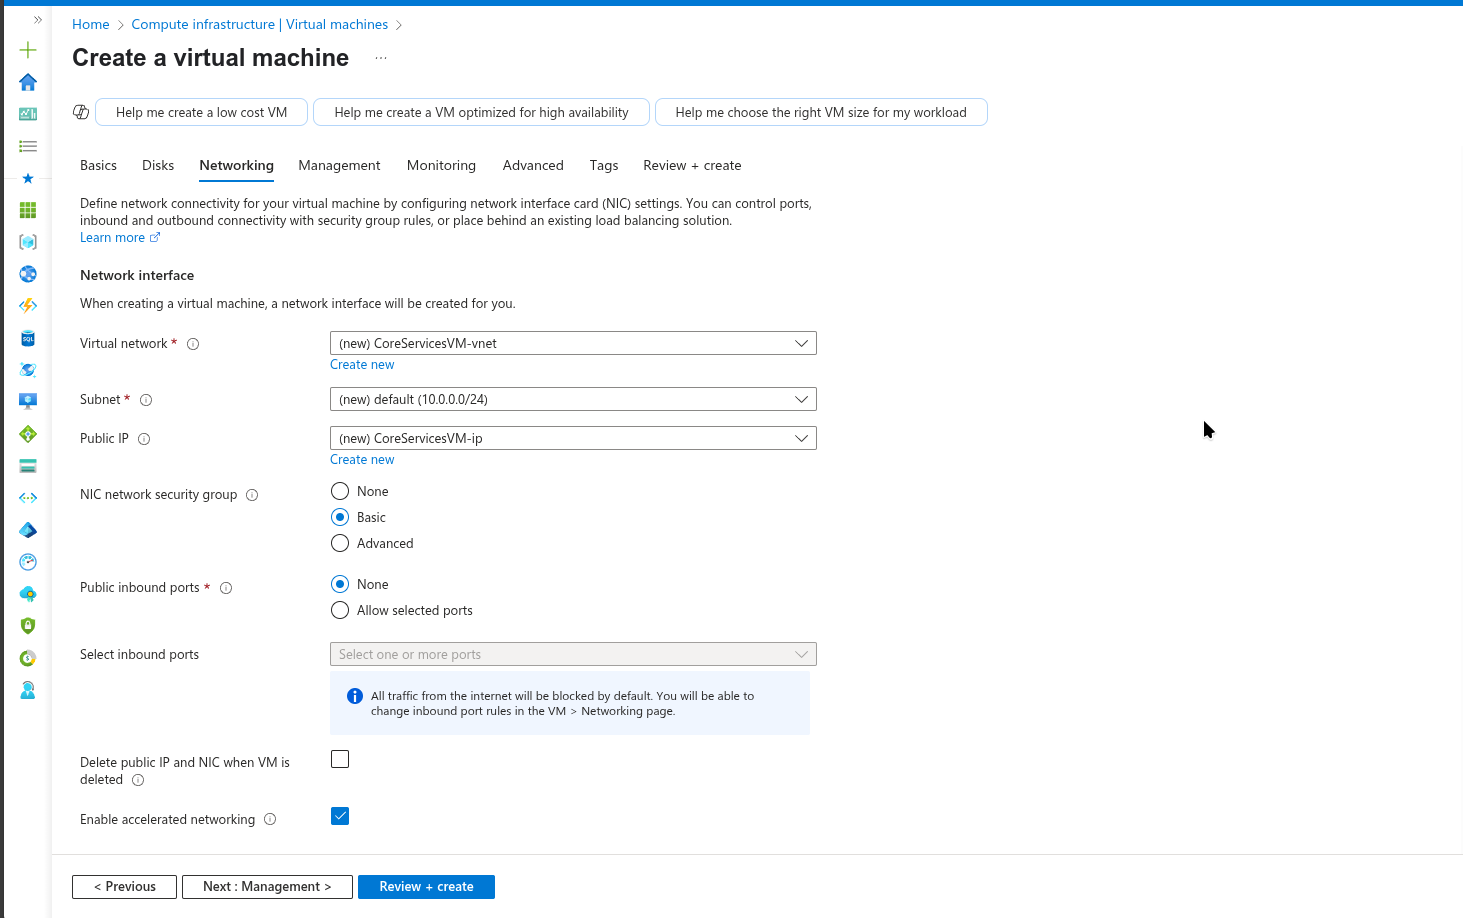 Home > Compute infrastructure | Virtual machines >
Create a virtual machine ...
Help me create a low cost VM
Help me create a VM optimized for high availability
Help me choose the right VM size for my workload
Basics Disks Networking Management Monitoring Advanced Tags Review + create
Define network connectivity for your virtual machine by configuring network interface card (NIC) settings. You can control ports,
inbound and outbound connectivity with security group rules, or place behind an existing load balancing solution.
Learn more
Network interface
When creating a virtual machine, a network interface will be created for you.
Virtual network *
(new) CoreServicesVM-vnet
Create new
Subnet *
(new) default (10.0.0.0/24)
Public IP
(new) CoreServicesVM-ip
Create new
NIC network security group
None
Basic
Advanced
Public inbound ports *
None
Allow selected ports
Select inbound ports
Select one or more ports
All traffic from the internet will be blocked by default. You will be able to
change inbound port rules in the VM > Networking page.
Delete public IP and NIC when VM is
deleted
Enable accelerated networking
< Previous
Next : Management >
Review + create
SQL